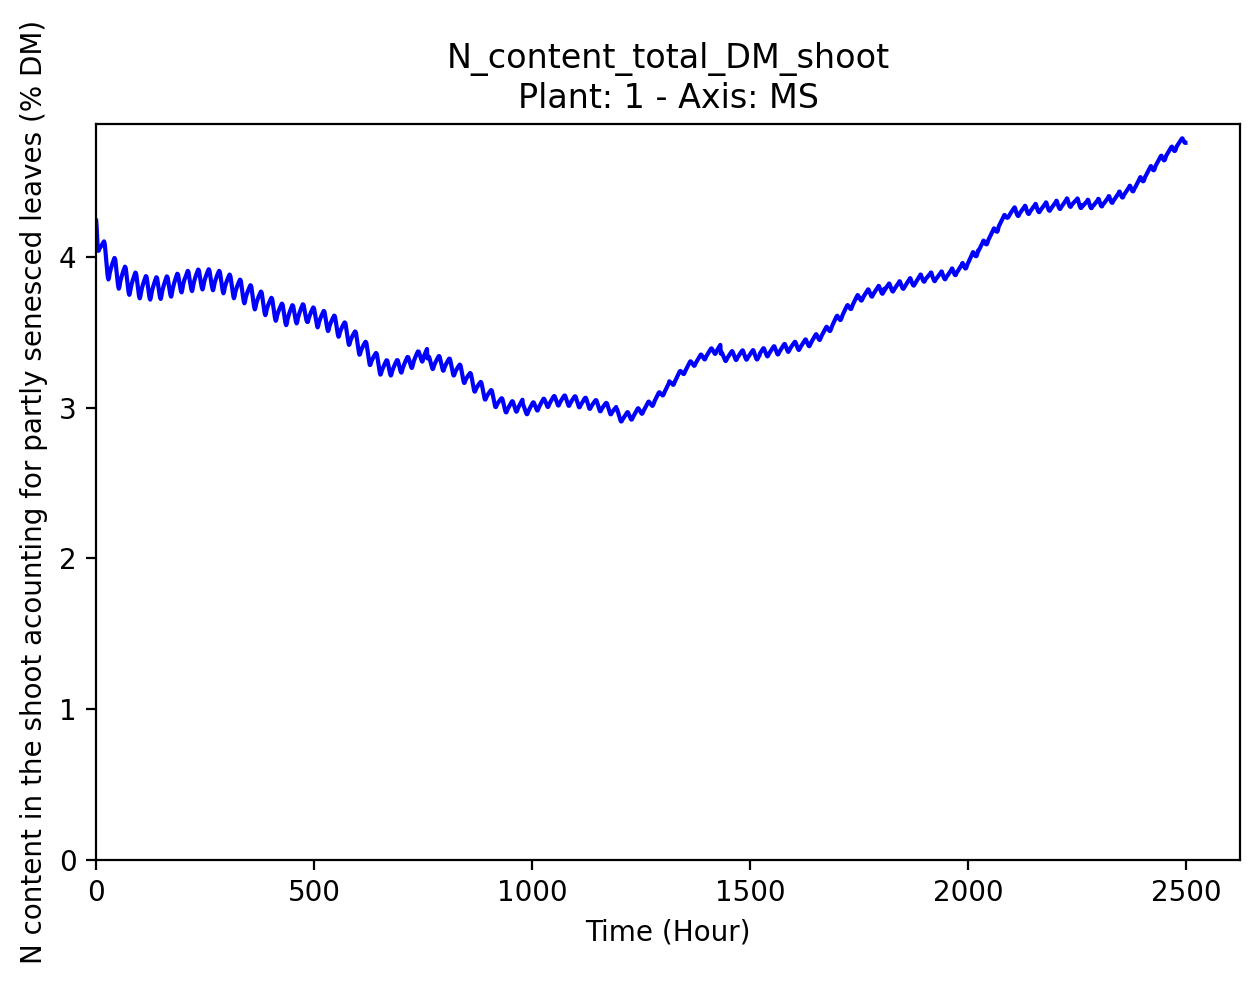 N_content_total_DM_shoot
Plant: 1 - Axis: MS
N content in the shoot acounting for partly senesced leaves (% DM)
4
3
2
1
0
0 500 1000 1500 2000 2500
Time (Hour)